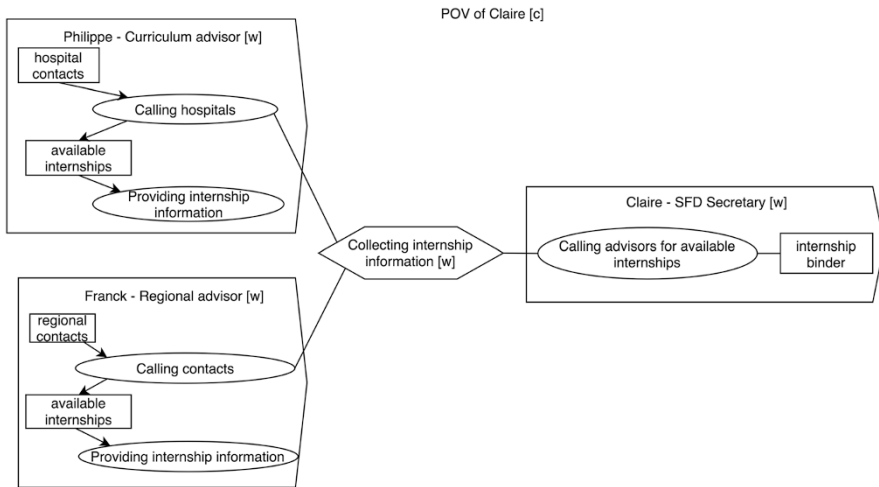 POV of Claire [c]
Philippe - Curriculum advisor [w]
hospital
contacts
Calling hospitals
available
internships
Providing internship
information
Collecting internship
information [w]
Claire - SFD Secretary [w]
Calling advisors for available
internships
internship
binder
Franck - Regional advisor [w]
regional
contacts
Calling contacts
available
internships
Providing internship information